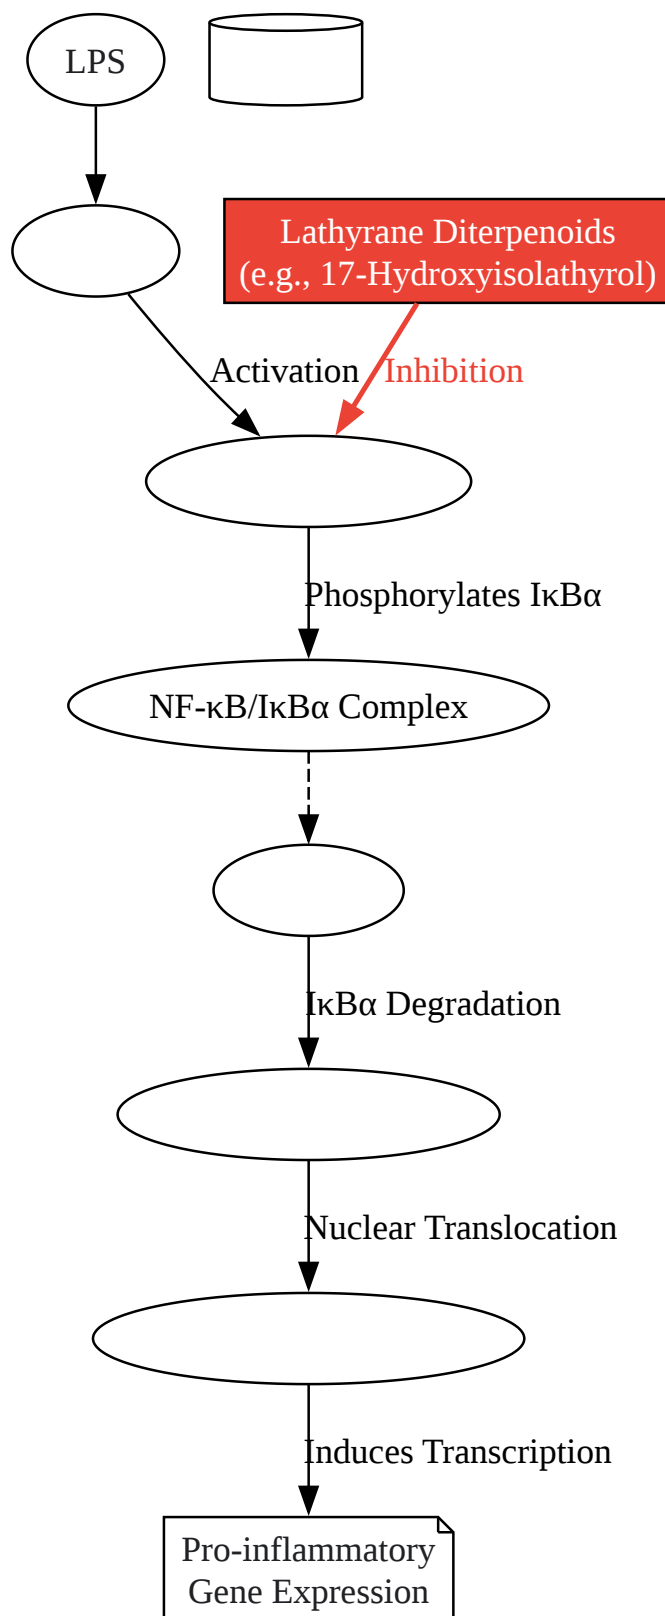 LPS
Lathyrane Diterpenoids
(e.g., 17-Hydroxyisolathyrol)
Activation
Inhibition
Phosphorylates IκBα
NF-κB/IκBα Complex
IκBα Degradation
Nuclear Translocation
Induces Transcription
Pro-inflammatory
Gene Expression